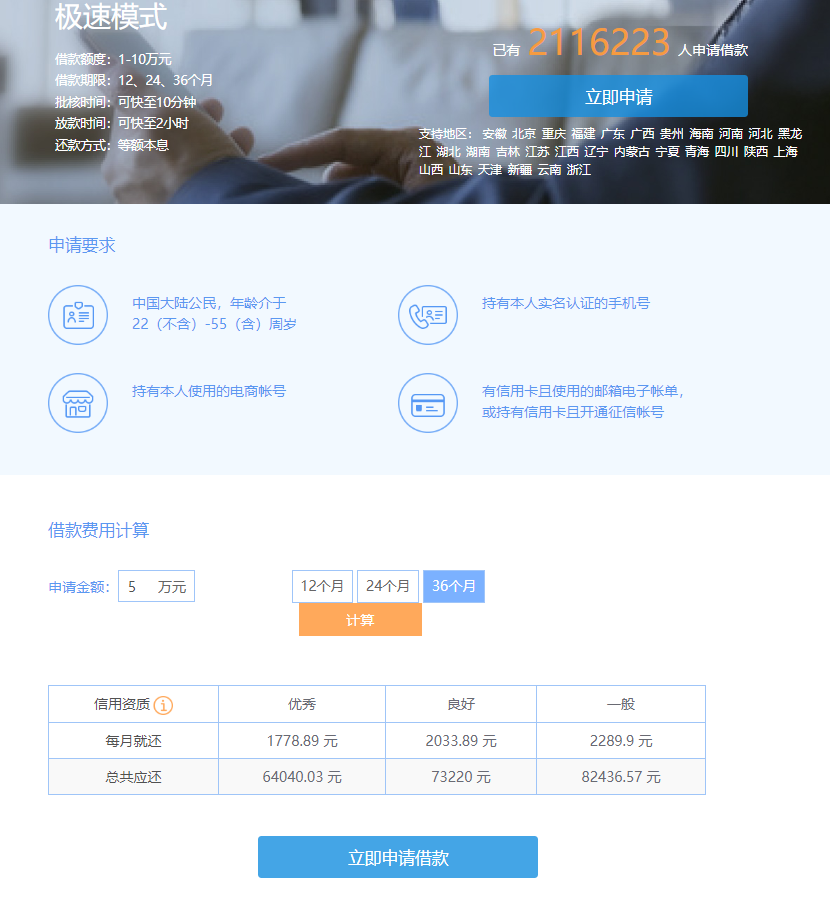 极速模式
借款额度：1-10万元
借款期限：12、24、36个月
批核时间：可快至10分钟
放款时间：可快至2小时
还款方式：等额本息
已有 2116223 人申请借款
立即申请
支持地区： 安徽 北京 重庆 福建 广东 广西 贵州 海南 河南 河北 黑龙
江 湖北 湖南 吉林 江苏 江西 辽宁 内蒙古 宁夏 青海 四川 陕西 上海
山西 山东 天津 新疆 云南 浙江
申请要求
中国大陆公民，年龄介于
22（不含）-55（含）周岁
持有本人实名认证的手机号
持有本人使用的电商帐号
有信用卡且使用的邮箱电子帐单，
或持有信用卡且开通征信帐号
借款费用计算
申请金额： 5 万元 12个月 24个月 36个月
计算
信用资质 优秀 良好 一般
每月就还 1778.89 元 2033.89 元 2289.9 元
总共应还 64040.03 元 73220 元 82436.57 元
立即申请借款